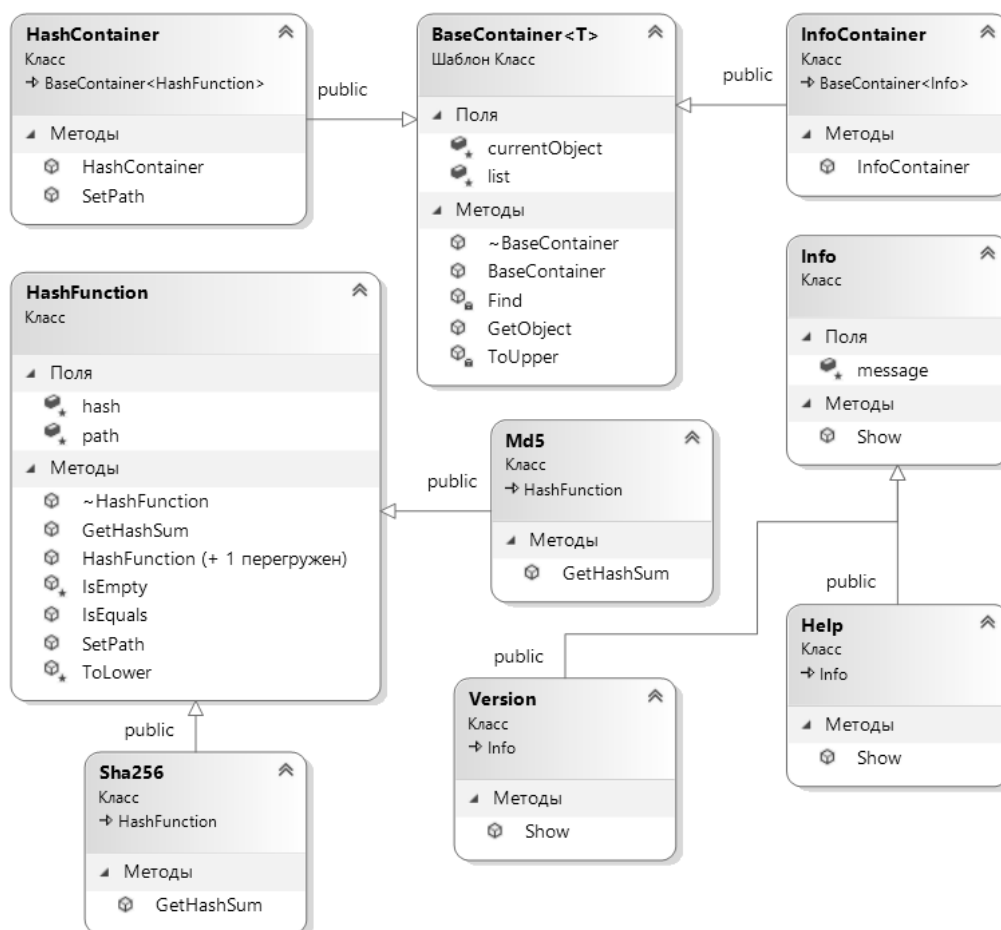 HashContainer
Класс
BaseContainer<HashFunction>
Методы
HashContainer
SetPath
public
BaseContainer<T>
Шаблон Класс
Поля
currentObject
list
Методы
~BaseContainer
BaseContainer
Find
GetObject
ToUpper
public
InfoContainer
Класс
BaseContainer<Info>
Методы
InfoContainer
HashFunction
Класс
Поля
hash
path
Методы
~HashFunction
GetHashSum
HashFunction (+ 1 перегружен)
IsEmpty
IsEquals
SetPath
ToLower
public
Md5
Класс
HashFunction
Методы
GetHashSum
Info
Класс
Поля
message
Методы
Show
public
Help
Класс
Info
Методы
Show
public
Version
Класс
Info
Методы
Show
public
Sha256
Класс
HashFunction
Методы
GetHashSum